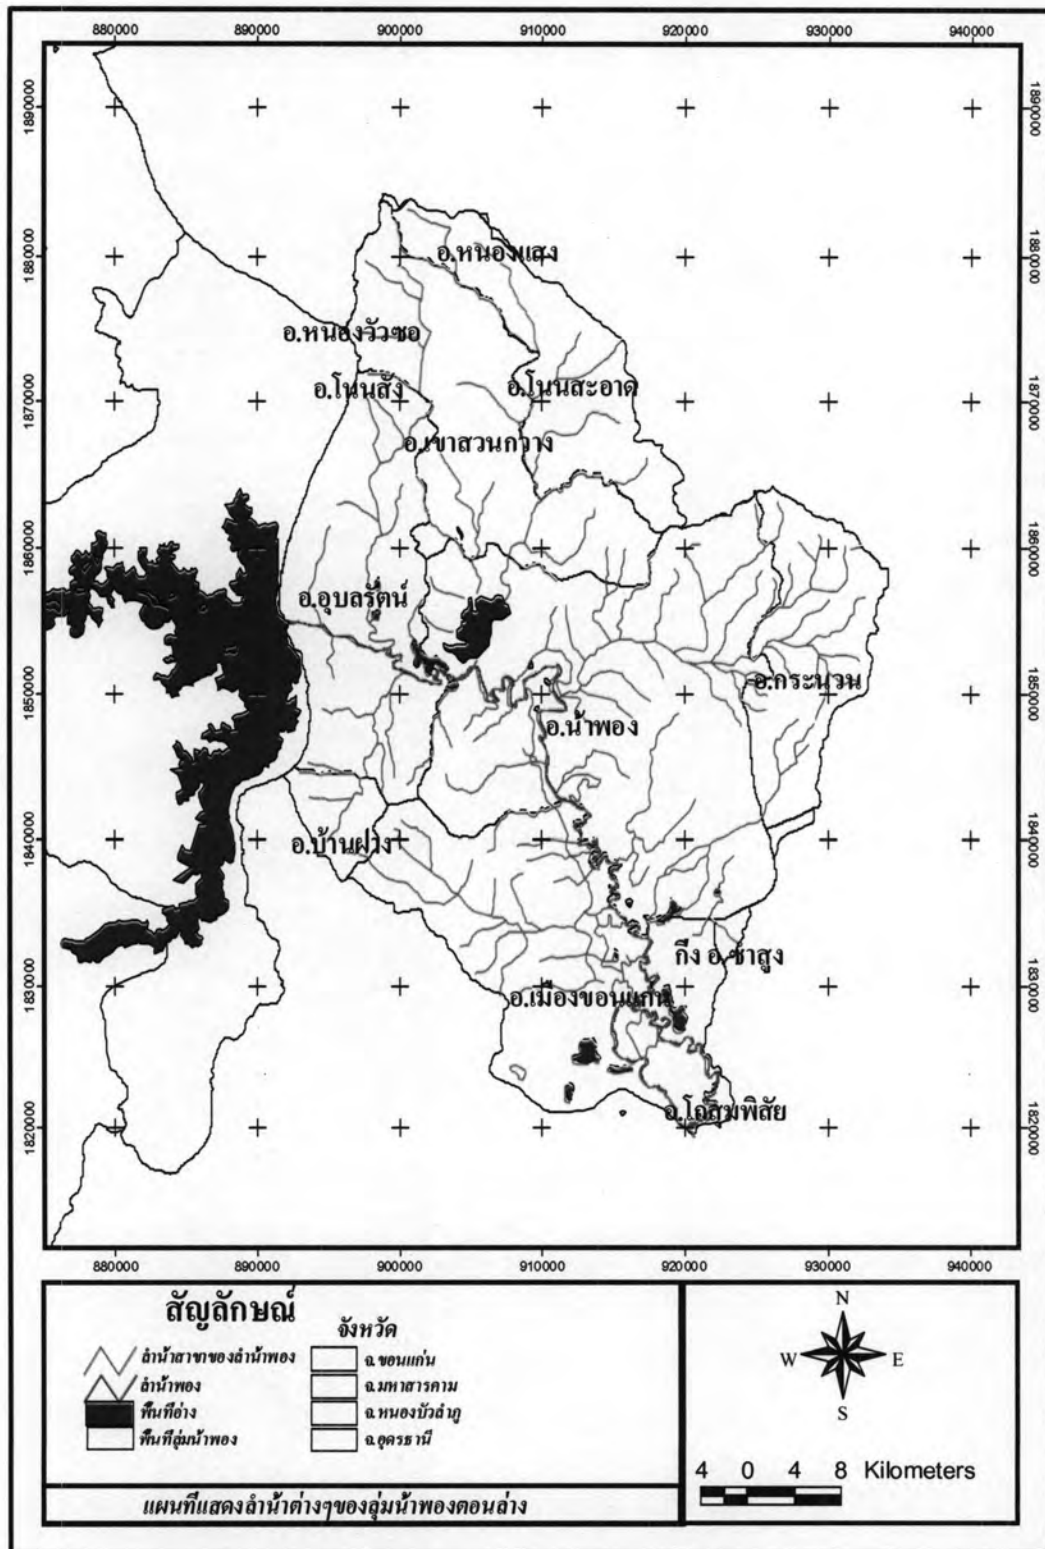 880000 890000 900000 910000 920000 930000 940000
1890000 1890000
อ.หนองแสง
1880000 1880000
อ.หนองวัวซอ
อ.โนนสัง อ.โนนสะอาด
1870000 1870000
อ.เขาสวนกวาง
1860000 1860000
อ.อุบลรัตน์
อ.กระนวน
1850000 1850000
อ.น้ำพอง
1840000 1840000
อ.บ้านฝาง
กิ่ง อ.ซำสูง
1830000 1830000
อ.เมืองขอนแก่น
อ.โกสุมพิสัย
1820000 1820000
880000 890000 900000 910000 920000 930000 940000
สัญลักษณ์
ลำน้ำสาขาของลำน้ำพอง
ลำน้ำพอง
พื้นที่อ่าง
พื้นที่ลุ่มน้ำพอง
จังหวัด
จ.ขอนแก่น
จ.มหาสารคาม
จ.หนองบัวลำภู
จ.อุดรธานี
แผนที่แสดงลำน้ำต่างๆของลุ่มน้ำพองตอนล่าง
N
W E
S
4 0 4 8 Kilometers